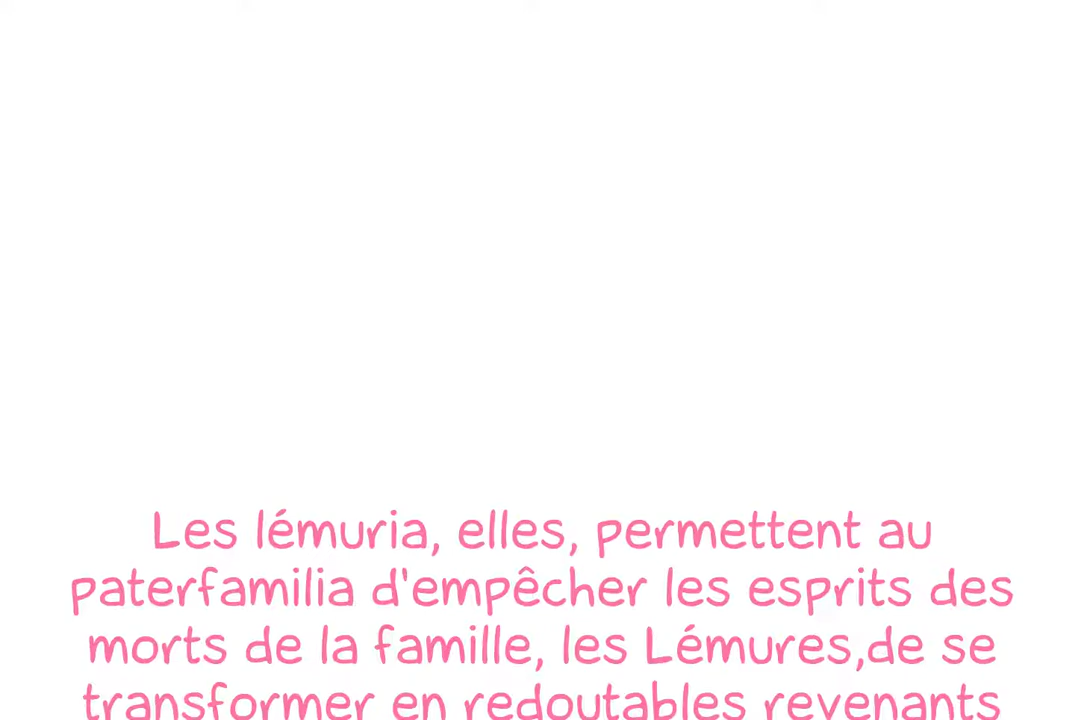 Les lémuria, elles, permettent au
paterfamilia d'empêcher les esprits des
morts de la famille, les Lémures,de se
transformer en redoutables revenants